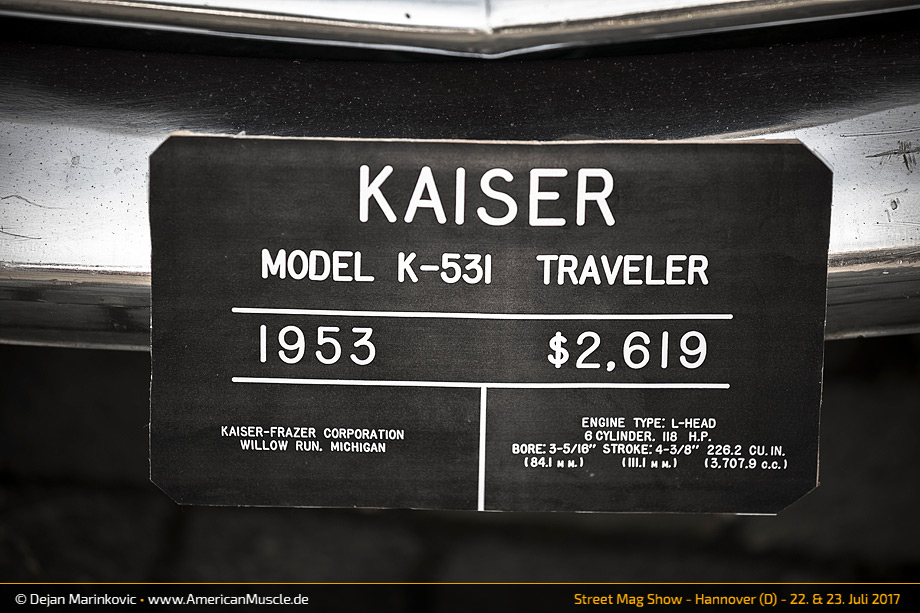 KAISER
MODEL K-531 TRAVELER
1953 $2,619
KAISER-FRAZER CORPORATION
WILLOW RUN, MICHIGAN
ENGINE TYPE: L-HEAD
6 CYLINDER, 118 H.P.
BORE: 3-5/16" STROKE: 4-3/8" 226.2 CU. IN.
(84.1 M M.) (111.1 M M.) (3,707.9 C.C.)
© Dejan Marinkovic • www.AmericanMuscle.de
Street Mag Show - Hannover (D) - 22. & 23. Juli 2017